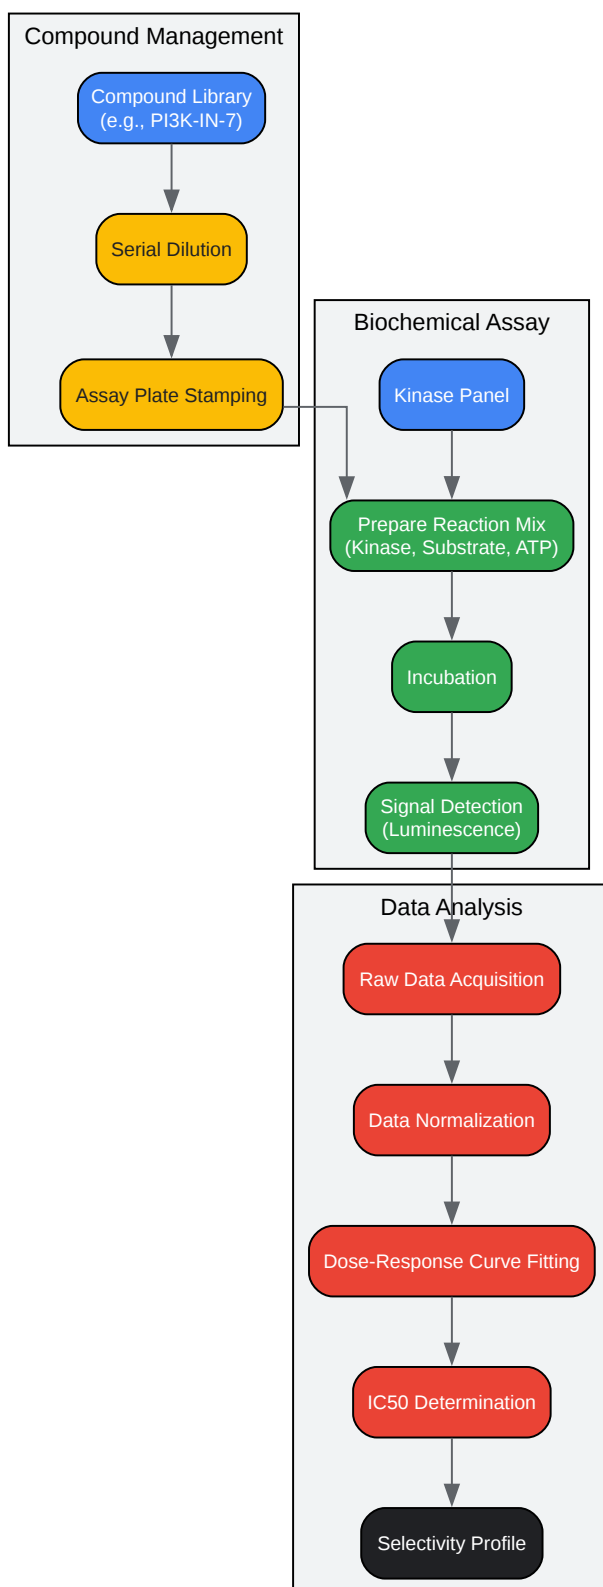 Compound Management
Compound Library
(e.g., PI3K-IN-7)
Serial Dilution
Assay Plate Stamping
Biochemical Assay
Kinase Panel
Prepare Reaction Mix
(Kinase, Substrate, ATP)
Incubation
Signal Detection
(Luminescence)
Data Analysis
Raw Data Acquisition
Data Normalization
Dose-Response Curve Fitting
IC50 Determination
Selectivity Profile